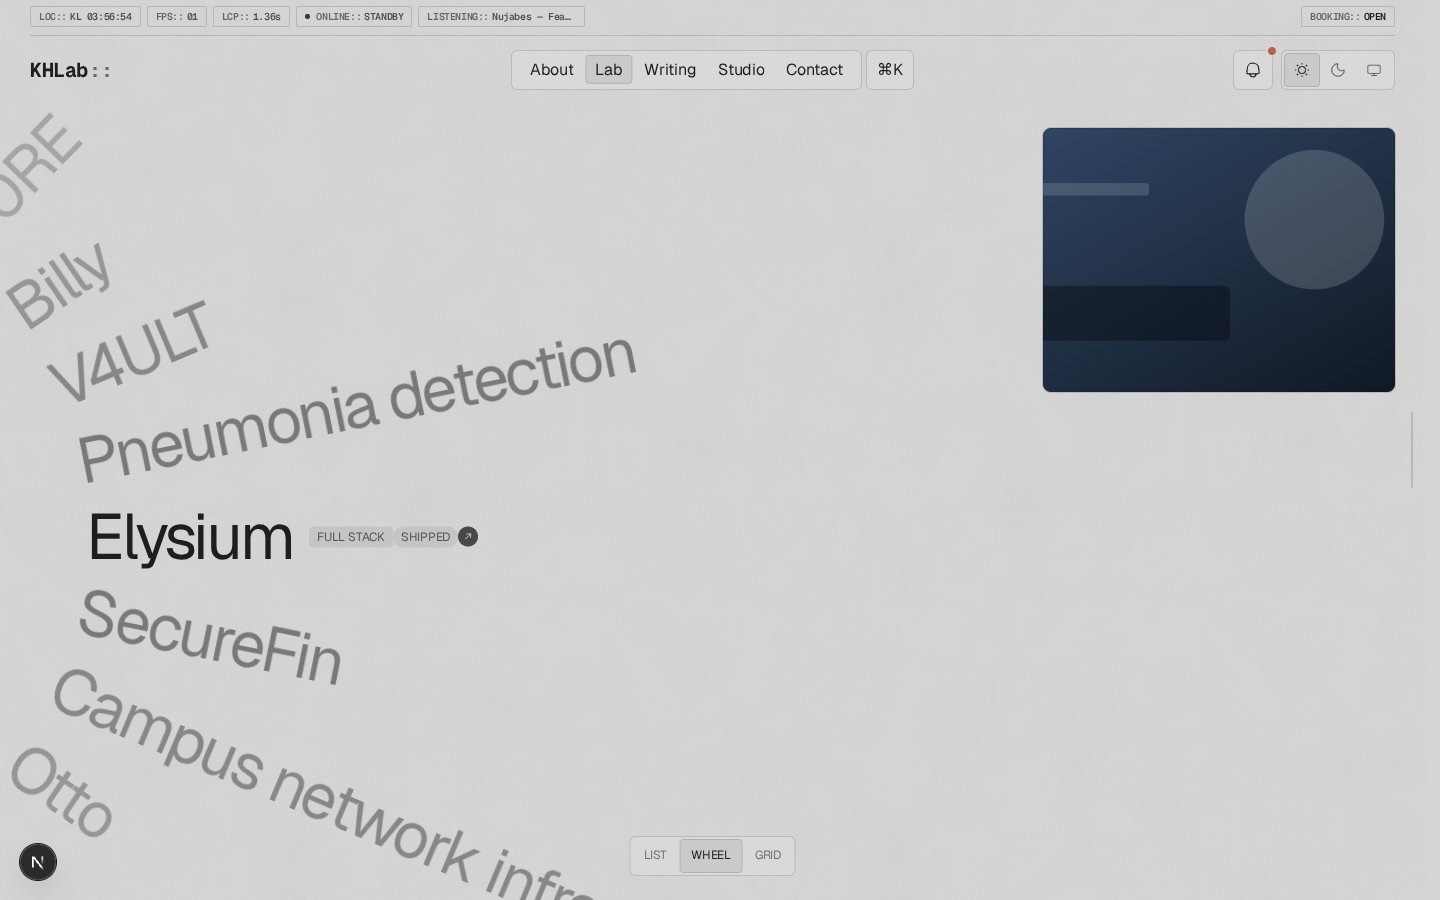 LOC:: KL 03:56:54
FPS:: 01
LCP:: 1.36s
ONLINE:: STANDBY
LISTENING:: Nujabes — Fea…
BOOKING:: OPEN
KHLab::
About
Lab
Writing
Studio
Contact
⌘K
ORE
Billy
V4ULT
Pneumonia detection
Elysium
FULL STACK
SHIPPED
SecureFin
Campus network infra
Otto
N
LIST
WHEEL
GRID